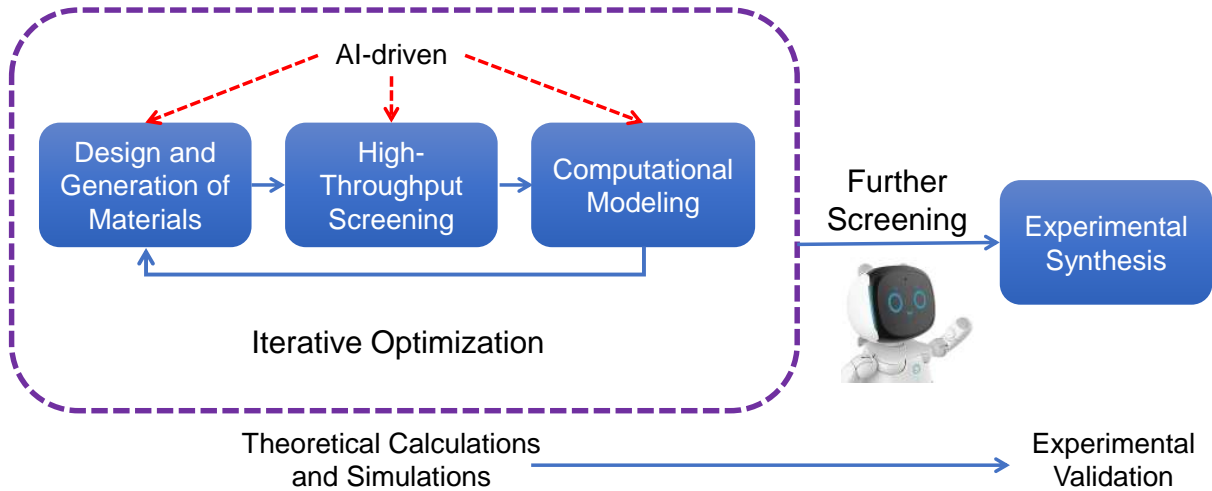 AI-driven
Design and
Generation of
Materials
High-
Throughput
Screening
Computational
Modeling
Further
Screening
Experimental
Synthesis
Iterative Optimization
Theoretical Calculations
and Simulations
Experimental
Validation